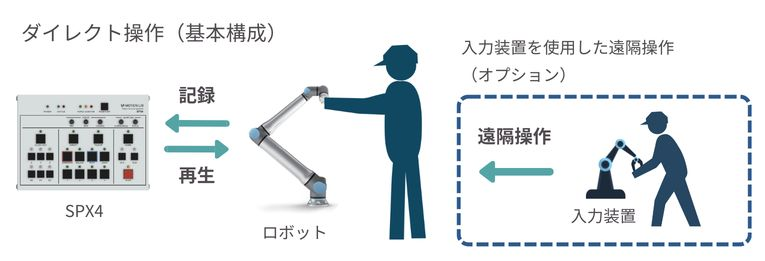 ダイレクト操作（基本構成）
入力装置を使用した遠隔操作
（オプション）
記録
再生
遠隔操作
SPX4
ロボット
入力装置